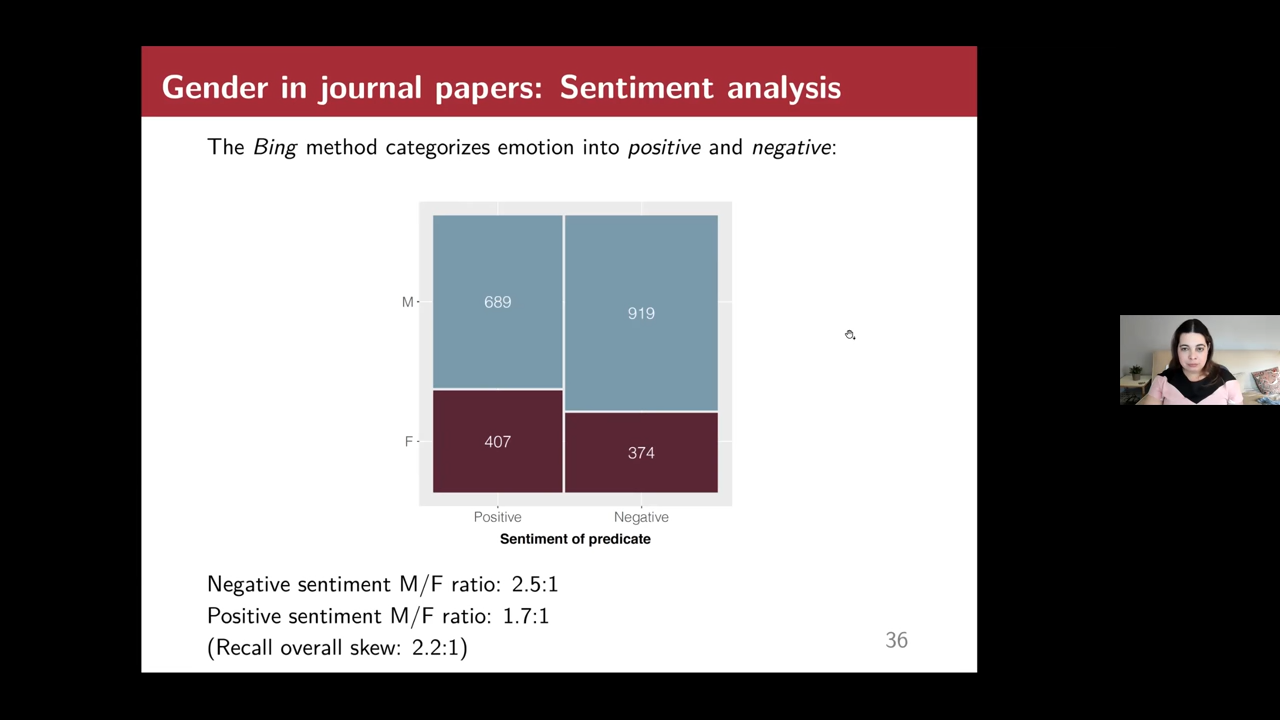 Gender in journal papers: Sentiment analysis
The Bing method categorizes emotion into positive and negative:
M
689
919
F
407
374
Positive
Negative
Sentiment of predicate
Negative sentiment M/F ratio: 2.5:1
Positive sentiment M/F ratio: 1.7:1
(Recall overall skew: 2.2:1)
36